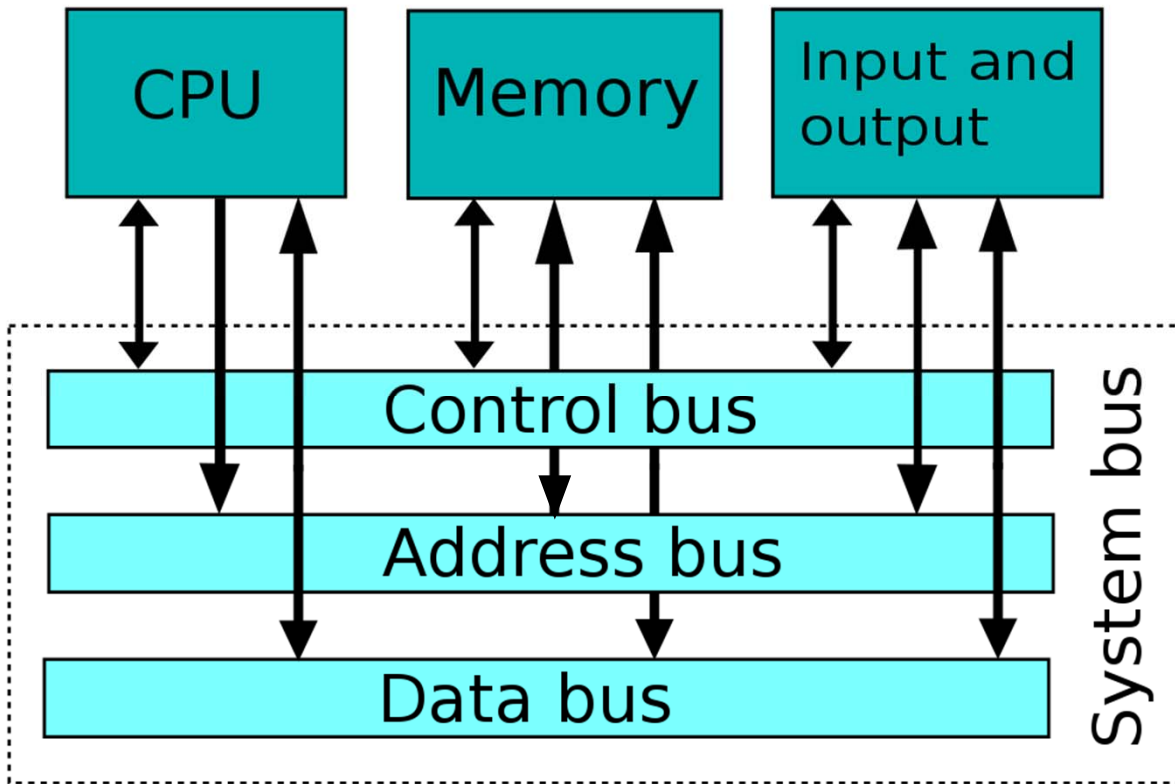 CPU
Memory
Input and
output
Control bus
Address bus
Data bus
System bus